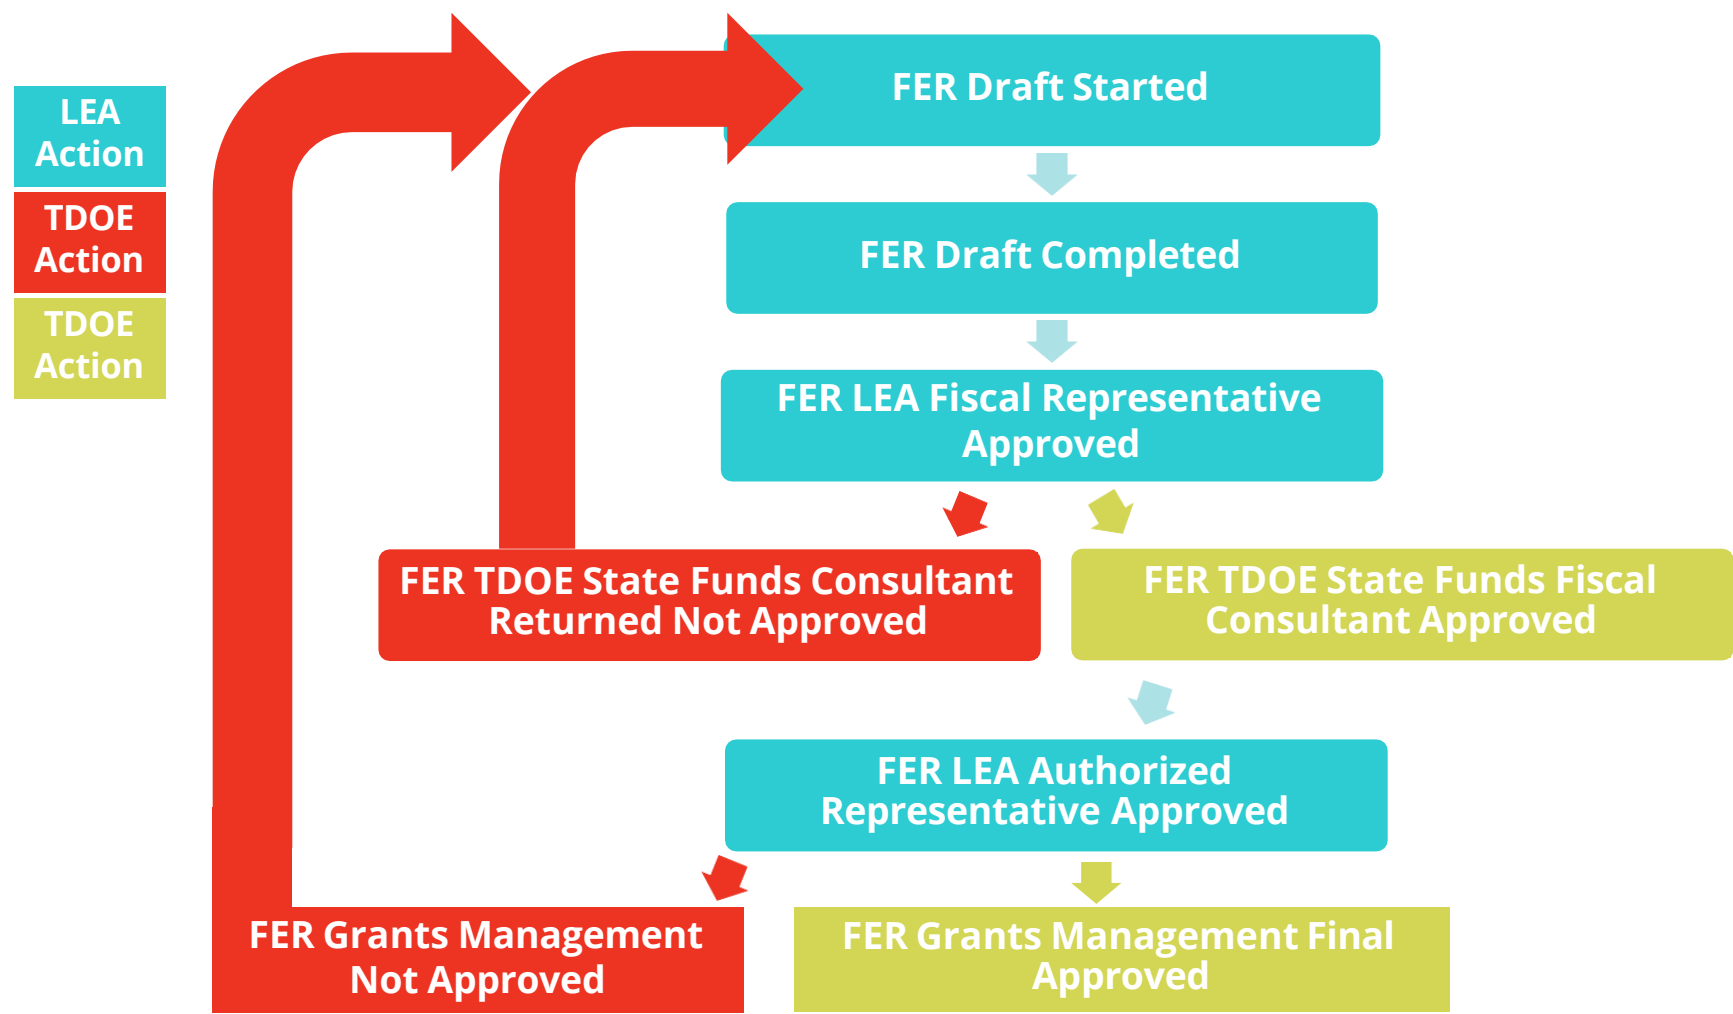 LEA
Action
TDOE
Action
TDOE
Action
FER Draft Started
FER Draft Completed
FER LEA Fiscal Representative
Approved
FER TDOE State Funds Consultant
Returned Not Approved
FER TDOE State Funds Fiscal
Consultant Approved
FER LEA Authorized
Representative Approved
FER Grants Management
Not Approved
FER Grants Management Final
Approved